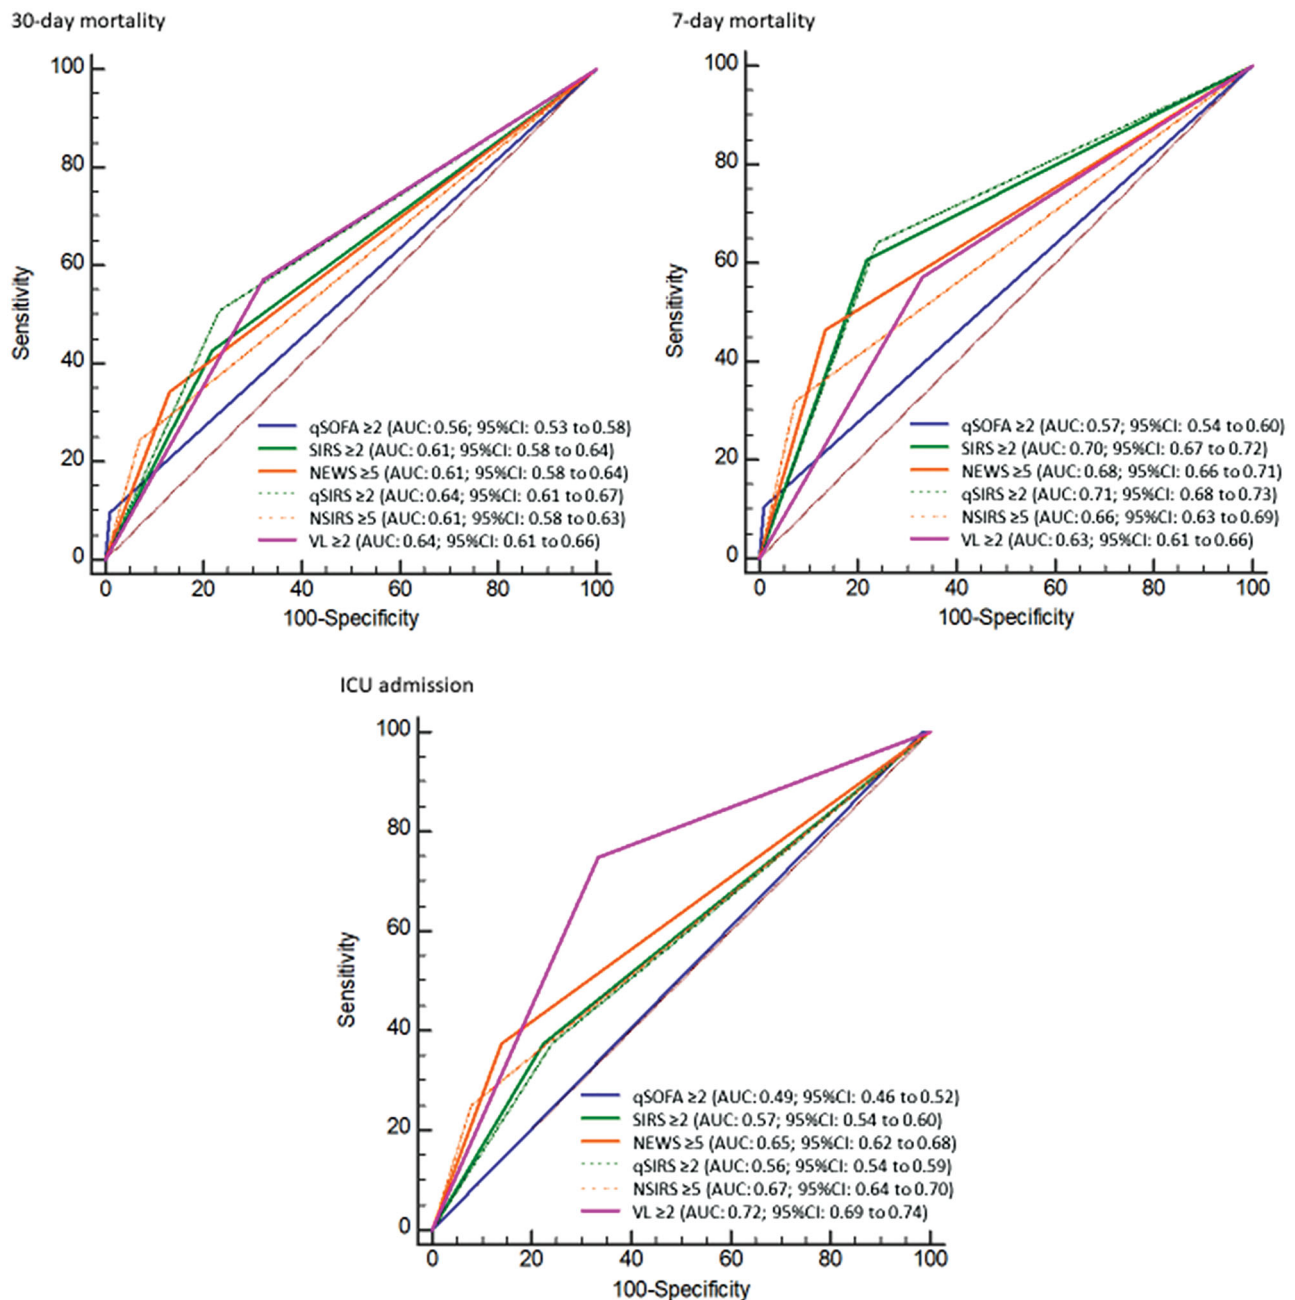 30-day mortality
100
80
60
40
20
0
Sensitivity
qSOFA ≥2 (AUC: 0.56; 95%CI: 0.53 to 0.58)
SIRS ≥2 (AUC: 0.61; 95%CI: 0.58 to 0.64)
NEWS ≥5 (AUC: 0.61; 95%CI: 0.58 to 0.64)
qSIRS ≥2 (AUC: 0.64; 95%CI: 0.61 to 0.67)
NSIRS ≥5 (AUC: 0.61; 95%CI: 0.58 to 0.63)
VL ≥2 (AUC: 0.64; 95%CI: 0.61 to 0.66)
0 20 40 60 80 100
100-Specificity
7-day mortality
100
80
60
40
20
0
Sensitivity
qSOFA ≥2 (AUC: 0.57; 95%CI: 0.54 to 0.60)
SIRS ≥2 (AUC: 0.70; 95%CI: 0.67 to 0.72)
NEWS ≥5 (AUC: 0.68; 95%CI: 0.66 to 0.71)
qSIRS ≥2 (AUC: 0.71; 95%CI: 0.68 to 0.73)
NSIRS ≥5 (AUC: 0.66; 95%CI: 0.63 to 0.69)
VL ≥2 (AUC: 0.63; 95%CI: 0.61 to 0.66)
0 20 40 60 80 100
100-Specificity
ICU admission
100
80
60
40
20
0
Sensitivity
qSOFA ≥2 (AUC: 0.49; 95%CI: 0.46 to 0.52)
SIRS ≥2 (AUC: 0.57; 95%CI: 0.54 to 0.60)
NEWS ≥5 (AUC: 0.65; 95%CI: 0.62 to 0.68)
qSIRS ≥2 (AUC: 0.56; 95%CI: 0.54 to 0.59)
NSIRS ≥5 (AUC: 0.67; 95%CI: 0.64 to 0.70)
VL ≥2 (AUC: 0.72; 95%CI: 0.69 to 0.74)
0 20 40 60 80 100
100-Specificity